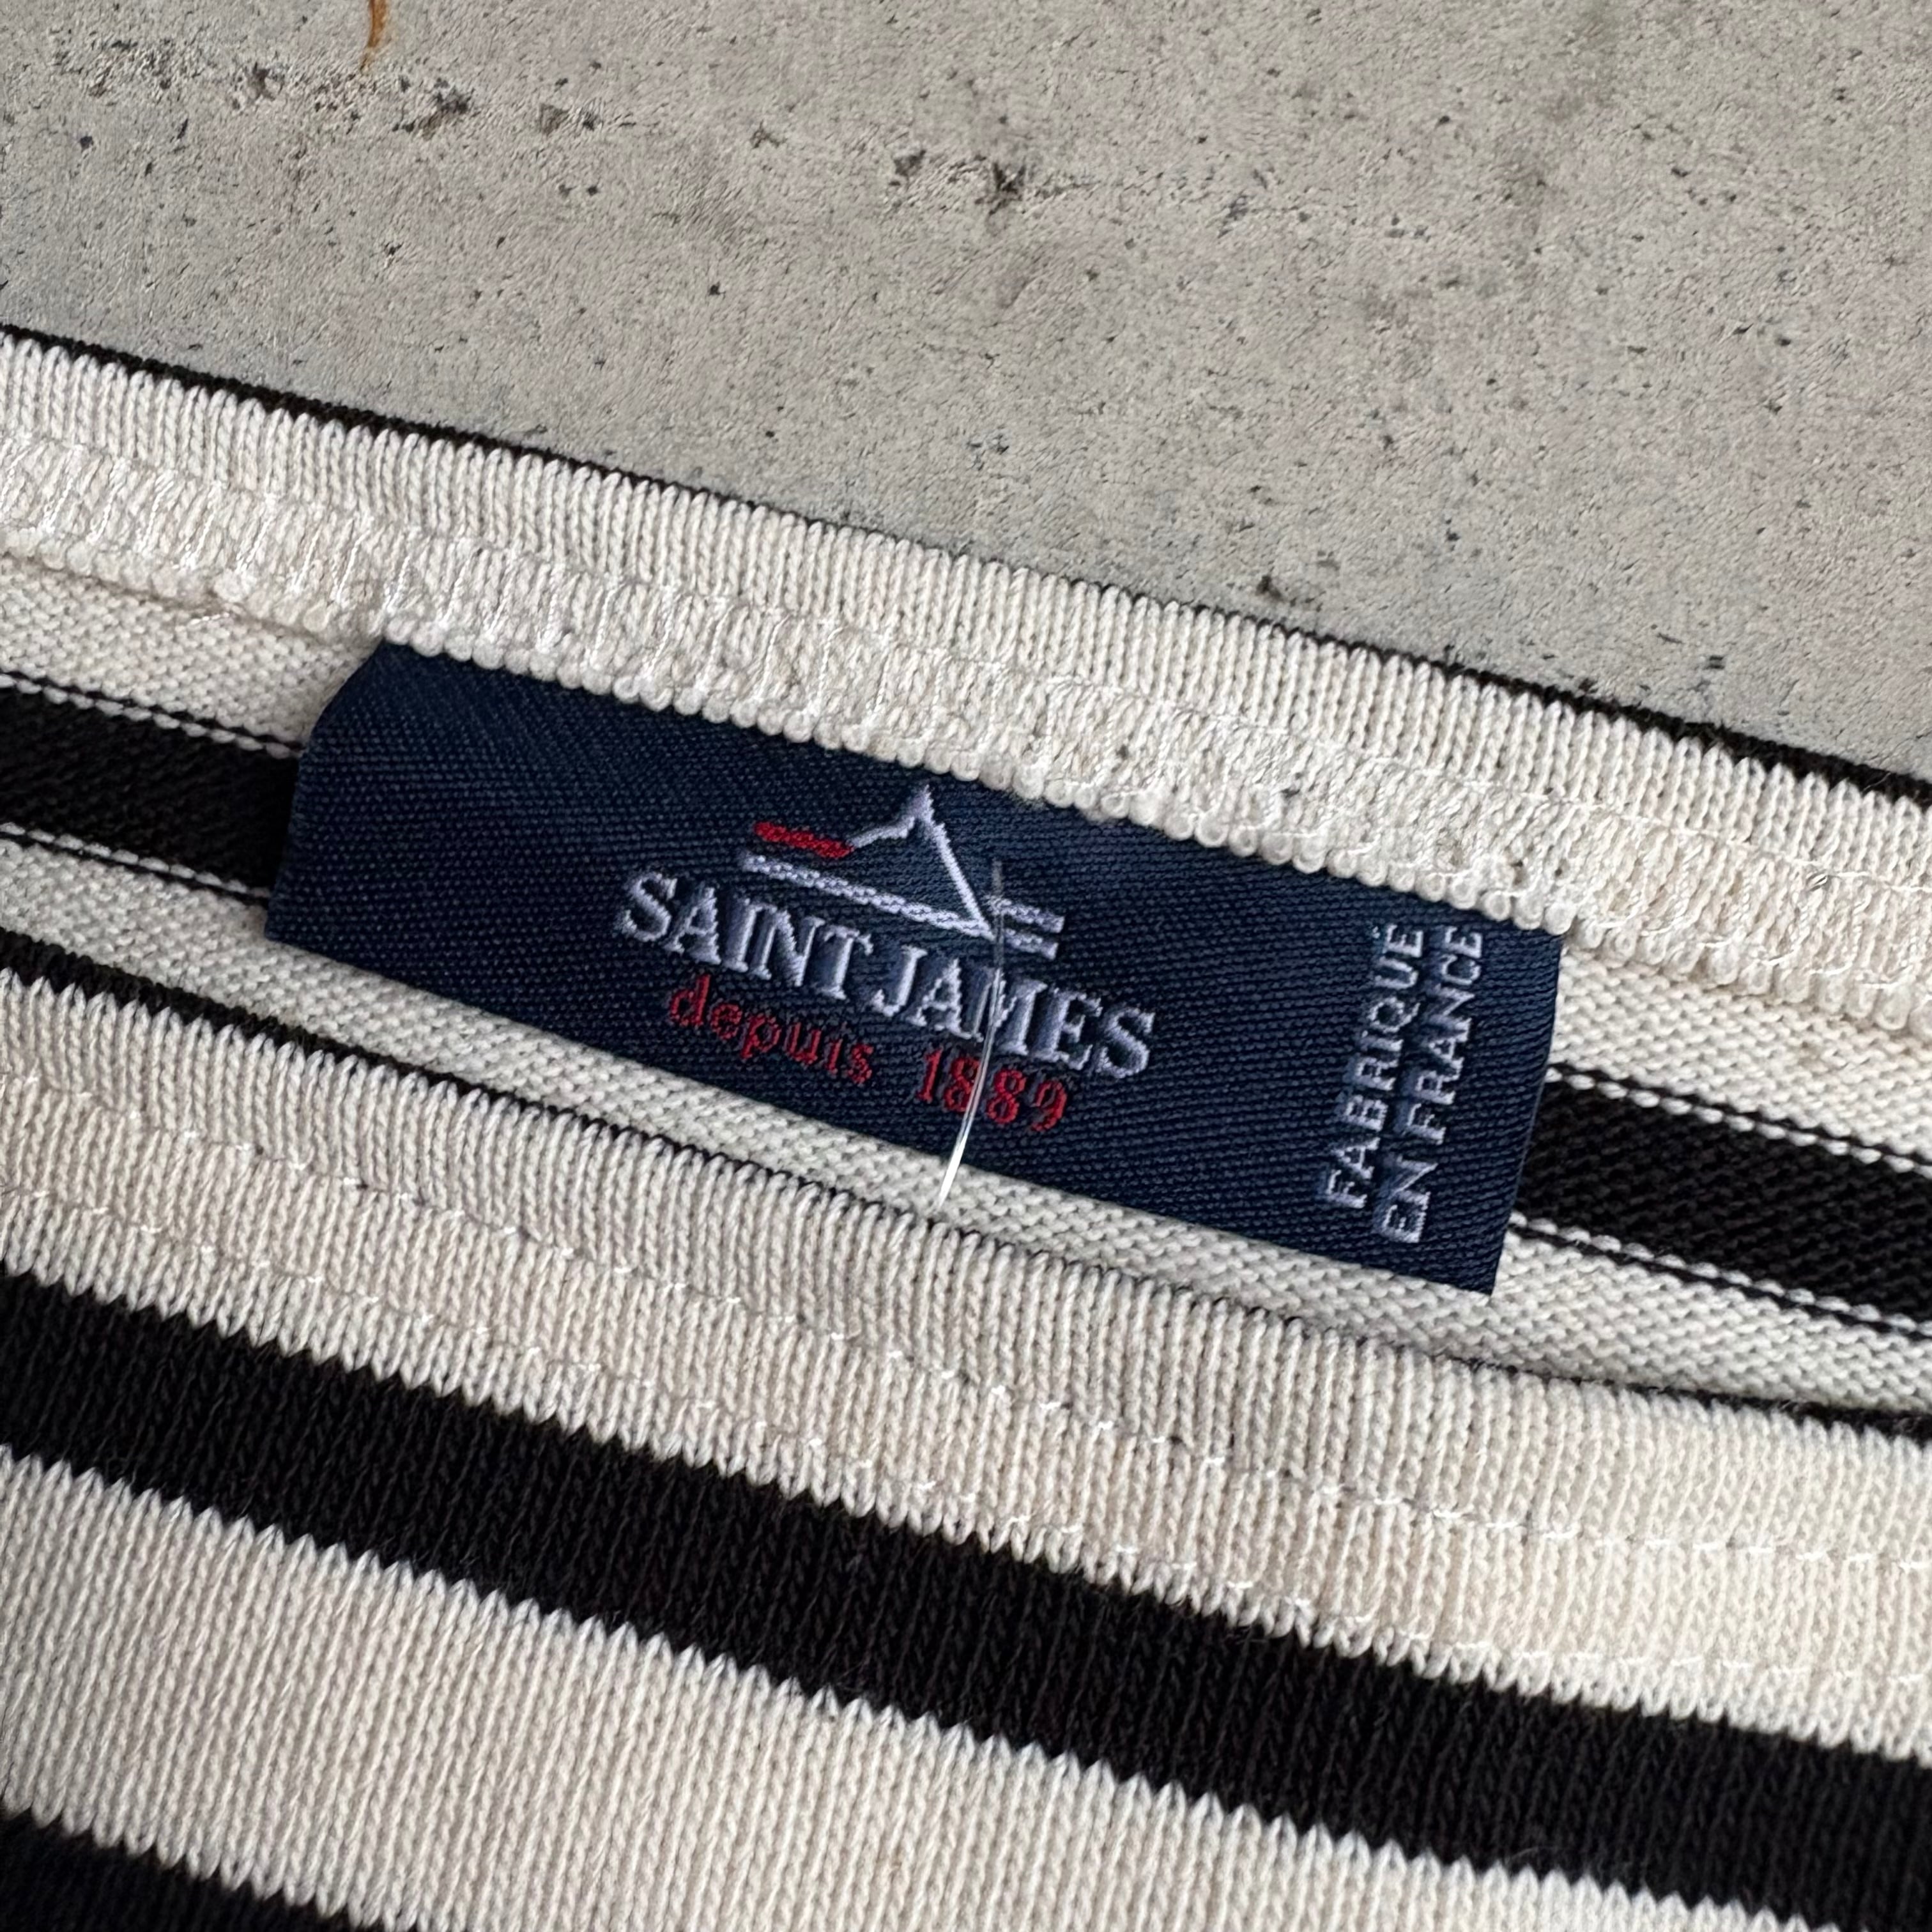 SAINT JAMES
depuis 1889
FABRIQUÉ
EN FRANCE